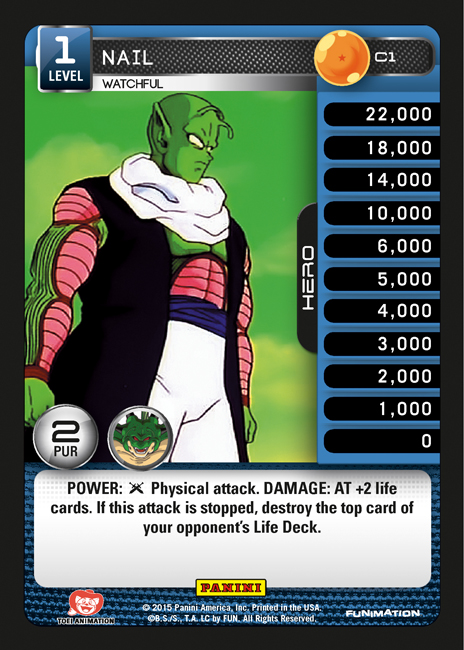 1
LEVEL
NAIL
C1
WATCHFUL
22,000
18,000
14,000
10,000
6,000
5,000
4,000
3,000
2,000
1,000
0
HERO
2
PUR
POWER: Physical attack. DAMAGE: AT +2 life
cards. If this attack is stopped, destroy the top card of
your opponent's Life Deck.
PANINI
TOEI ANIMATION
© 2015 Panini America, Inc. Printed in the USA.
©B.S./S., T.A. LC by FUN. All Rights Reserved.
FUNIMATION